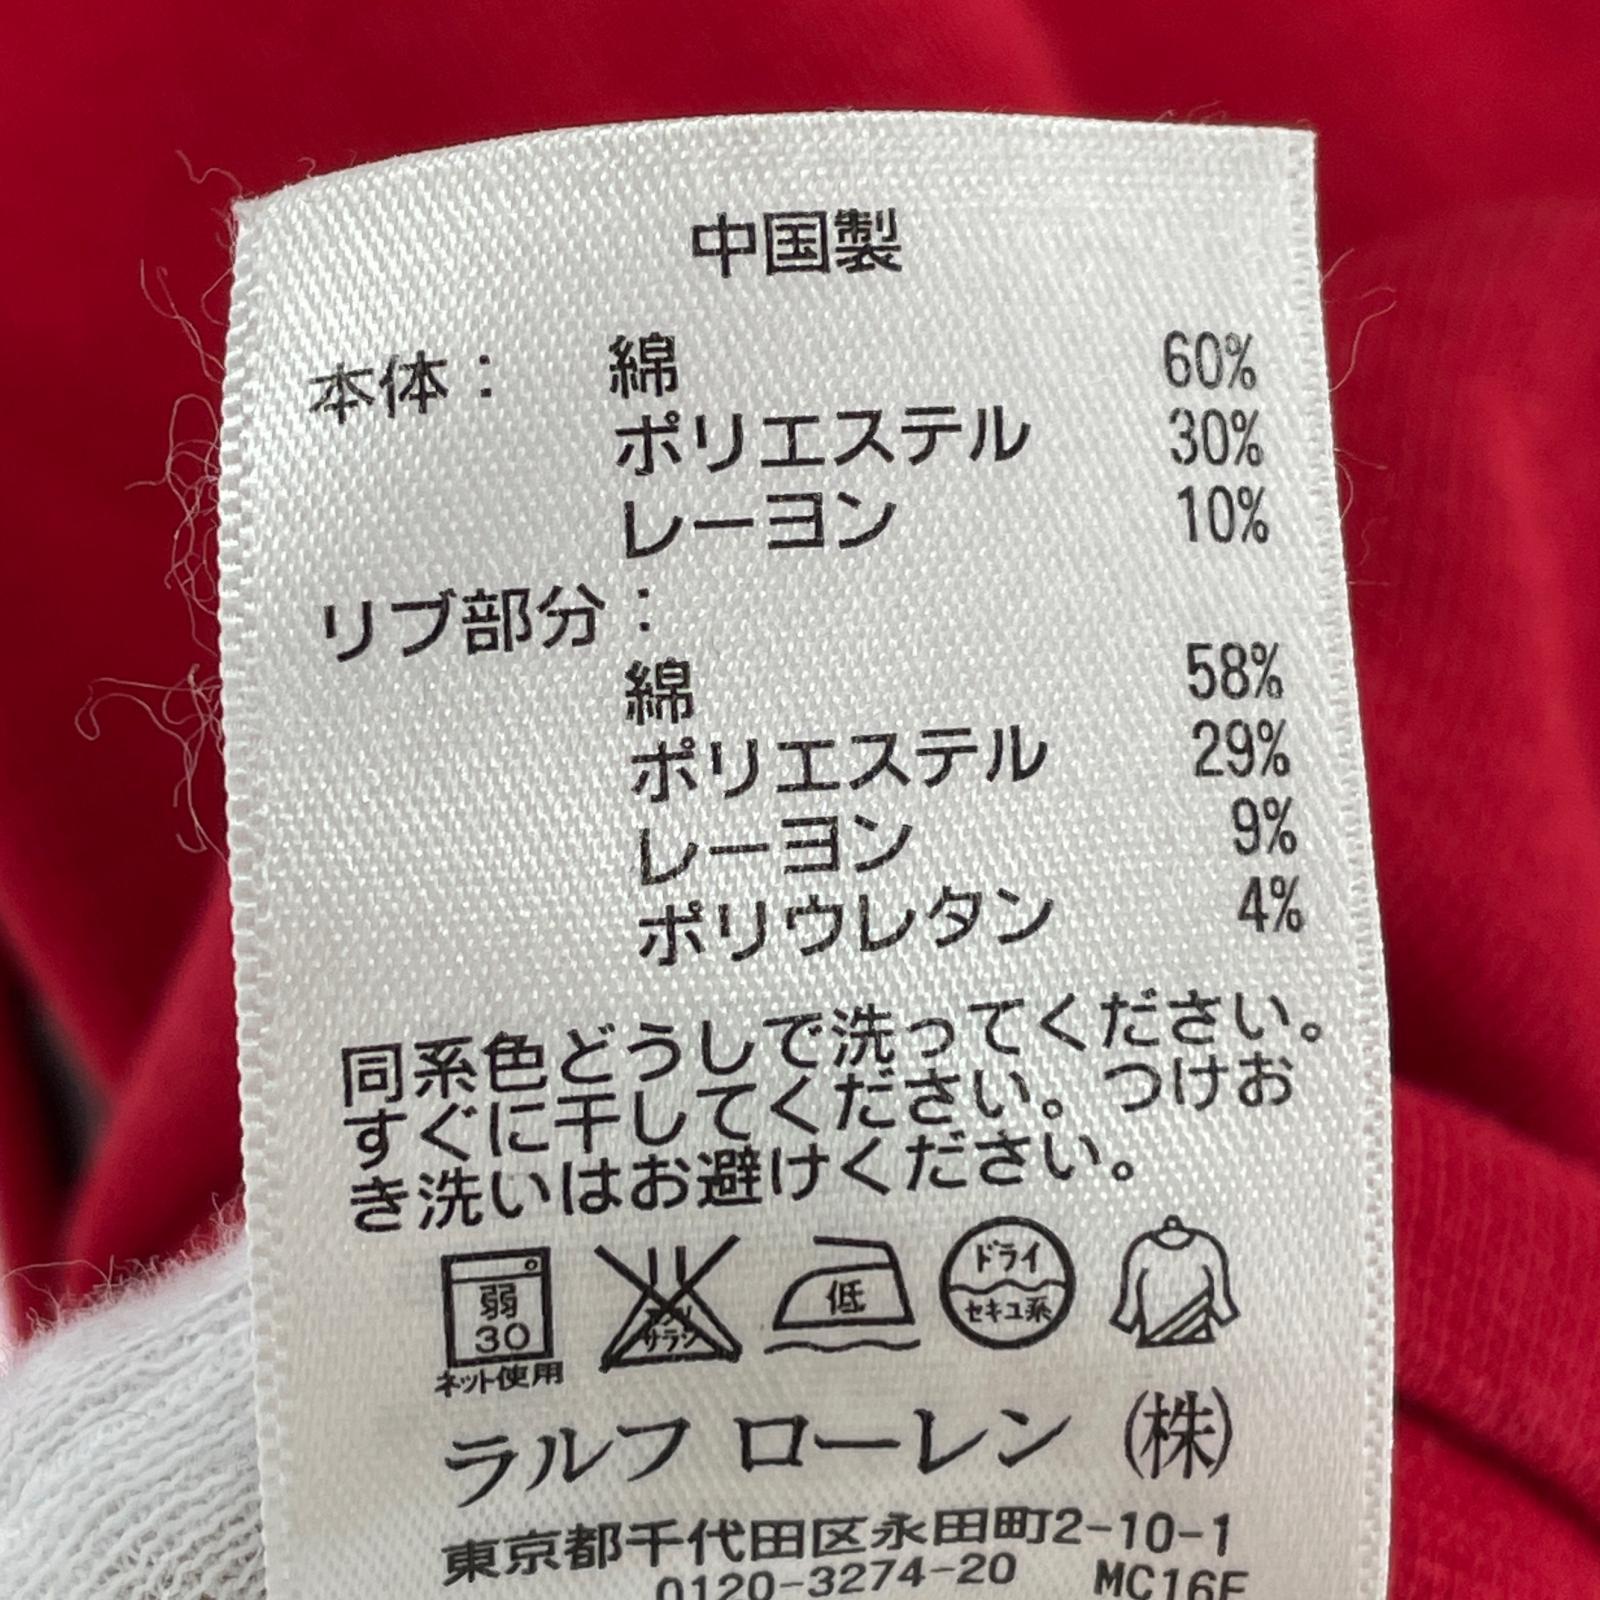 中国製
本体： 綿 60%
ポリエステル 30%
レーヨン 10%
リブ部分：
綿 58%
ポリエステル 29%
レーヨン 9%
ポリウレタン 4%
同系色どうしで洗ってください。
すぐに干してください。つけお
き洗いはお避けください。
弱 30 ネット使用
サラシ
低
ドライ セキユ系
ラルフ ローレン (株)
東京都千代田区永田町2-10-1
0120-3274-20 MC16F